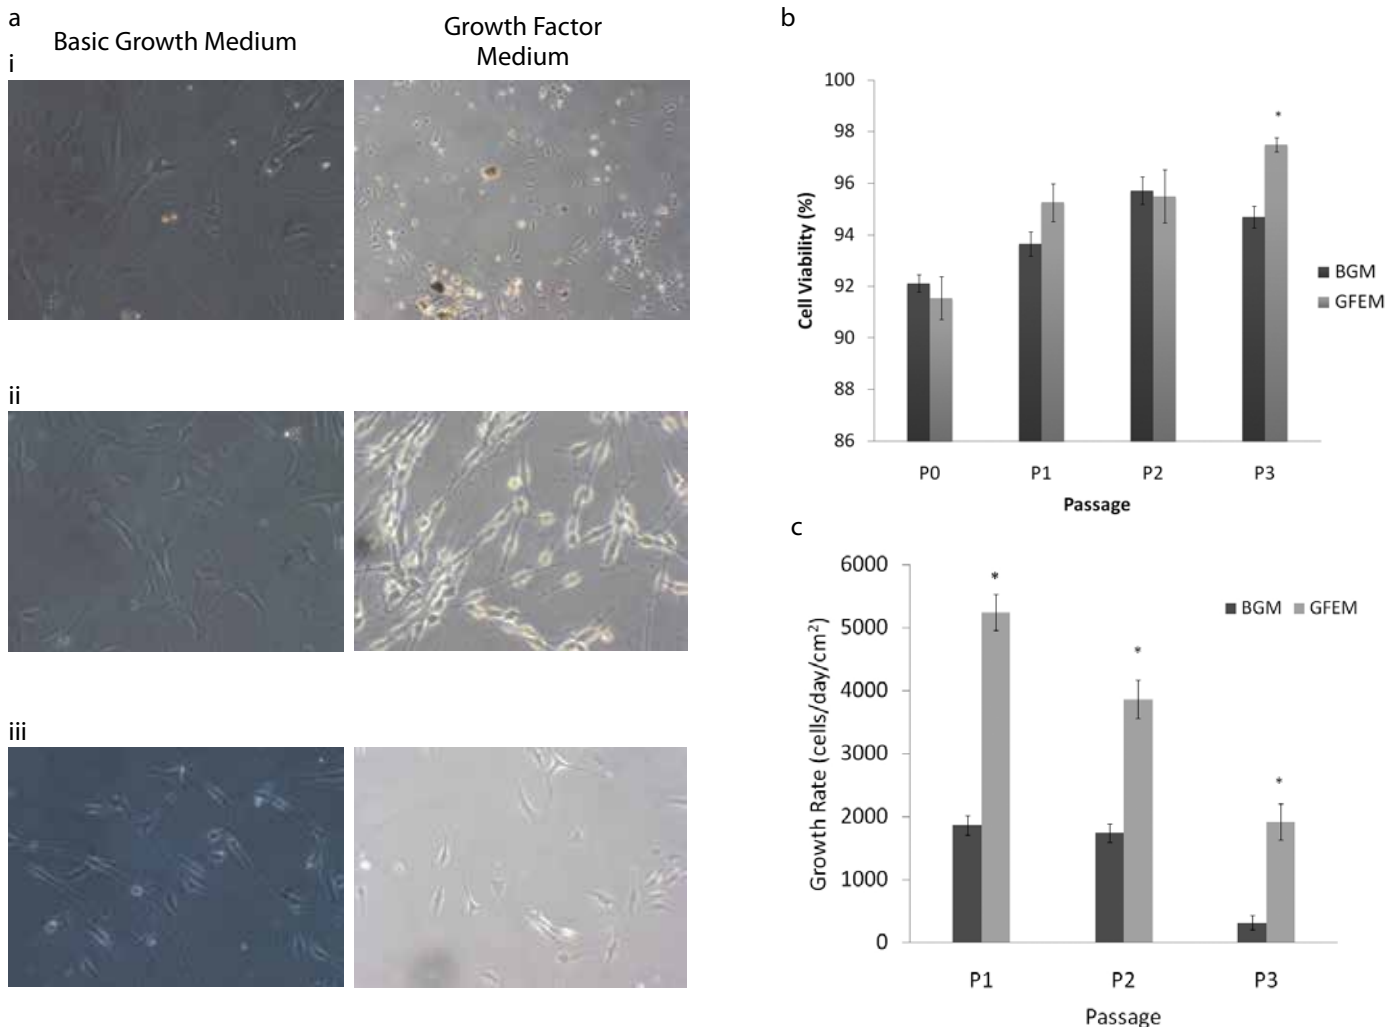 a
Basic Growth Medium
Growth Factor
Medium
i
ii
iii
b
100
98
96
94
92
90
88
86
Cell Viability (%)
*
P0 P1 P2 P3
Passage
BGM
GFEM
c
6000
5000
4000
3000
2000
1000
0
Growth Rate (cells/day/cm²)
*
*
*
BGM GFEM
P1 P2 P3
Passage